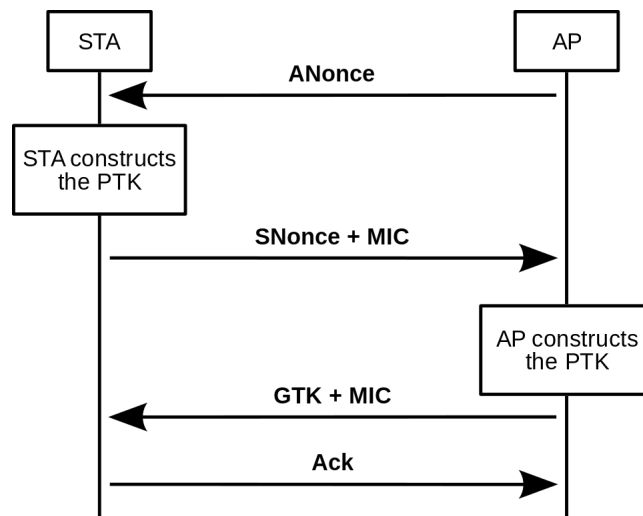 STA
AP
ANonce
STA constructs
the PTK
SNonce + MIC
AP constructs
the PTK
GTK + MIC
Ack